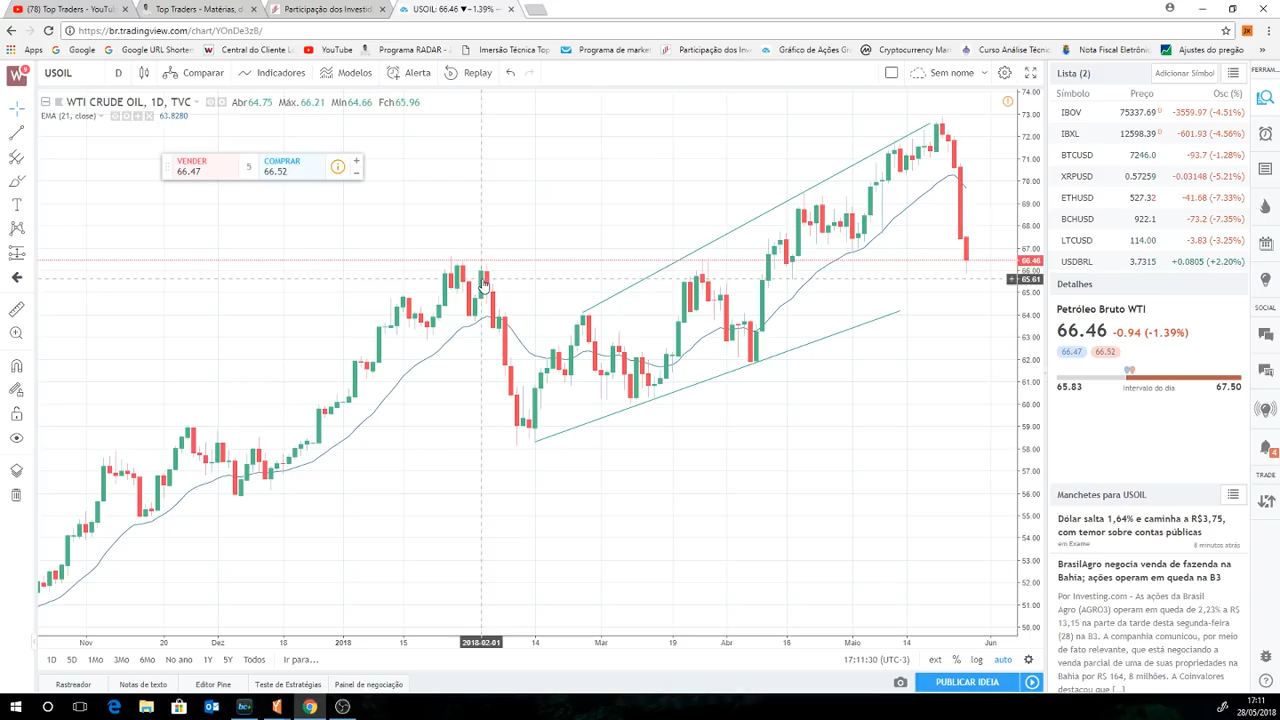 (78) Top Traders - YouTu
Top Traders - Matérias, d
Participação dos Investid
USOIL: 66.46 ▼−1.39%
https://br.tradingview.com/chart/YOnDe3zB/
Apps
Google
Google URL Shorten
Central do Cliente Lo
YouTube
Programa RADAR -
Imersão Técnica Top
Programa de market
Participação dos Inv
Gráfico de Ações Gr
Cryptocurrency Mar
Curso Análise Técnic
Nota Fiscal Eletrônic
Ajustes do pregão
USOIL
D
Comparar
Indicadores
Modelos
Alerta
Replay
Sem nome
WTI CRUDE OIL, 1D, TVC
Abr64.75 Máx.66.21 Mín64.66 Fch65.96
EMA (21, close) 63.8280
VENDER
66.47
5
COMPRAR
66.52
74.00
73.00
72.00
71.00
70.00
69.00
68.00
67.00
66.46
66.00
65.61
65.00
64.00
63.00
62.00
61.00
60.00
59.00
58.00
57.00
56.00
55.00
54.00
53.00
52.00
51.00
50.00
Nov 20 Dez 18 2018 15 2018-02-01 14 Mar 19 Abr 16 Maio 14 Jun
1D 5D 1Mo 3Mo 6Mo No ano 1Y 5Y Todos Ir para...
17:11:30 (UTC-3) ext % log auto
Rastreador Notas de texto Editor Pine Teste de Estratégias Painel de negociação
PUBLICAR IDEIA
Lista (2)
Adicionar Símbol
Símbolo Preço Osc (%)
IBOV 75337.69 D -3559.97 (-4.51%)
IBXL 12598.39 D -601.93 (-4.56%)
BTCUSD 7246.0 -93.7 (-1.28%)
XRPUSD 0.57259 -0.03148 (-5.21%)
ETHUSD 527.32 -41.68 (-7.33%)
BCHUSD 922.1 -73.2 (-7.35%)
LTCUSD 114.00 -3.83 (-3.25%)
USDBRL 3.7315 +0.0805 (+2.20%)
Detalhes
Petróleo Bruto WTI
66.46 -0.94 (-1.39%)
66.47 66.52
65.83 Intervalo do dia 67.50
Manchetes para USOIL
Dólar salta 1,64% e caminha a R$3,75,
com temor sobre contas públicas
em Exame 8 minutos atrás
BrasilAgro negocia venda de fazenda na
Bahia; ações operam em queda na B3
Por Investing.com - As ações da Brasil
Agro (AGRO3) operam em queda de 2,23% a R$
13,15 na parte da tarde desta segunda-feira
(28) na B3. A companhia comunicou, por meio
de fato relevante, que está negociando a
venda parcial de uma de suas propriedades na
Bahia por R$ 164, 8 milhões. A Coinvalores
destacou que […]
FERRAM...
SOCIAL
4
TRADE
17:11
28/05/2018